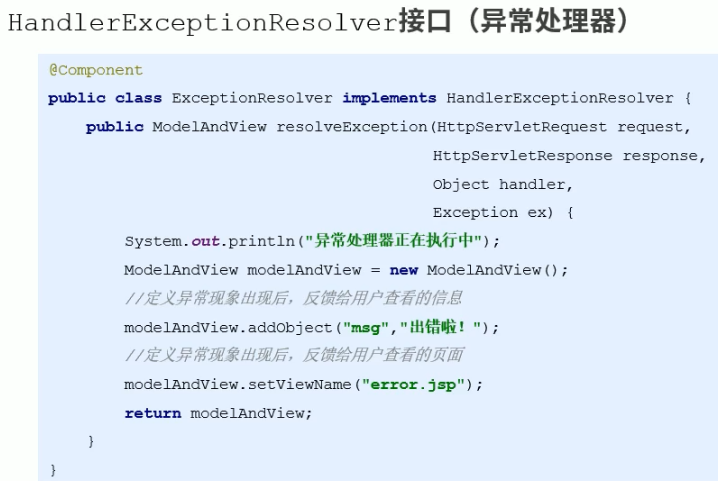 HandlerExceptionResolver接口（异常处理器）
@Component
public class ExceptionResolver implements HandlerExceptionResolver {
    public ModelAndView resolveException(HttpServletRequest request,
                                         HttpServletResponse response,
                                         Object handler,
                                         Exception ex) {
        System.out.println("异常处理器正在执行中");
        ModelAndView modelAndView = new ModelAndView();
        //定义异常现象出现后，反馈给用户查看的信息
        modelAndView.addObject("msg","出错啦！");
        //定义异常现象出现后，反馈给用户查看的页面
        modelAndView.setViewName("error.jsp");
        return modelAndView;
    }
}